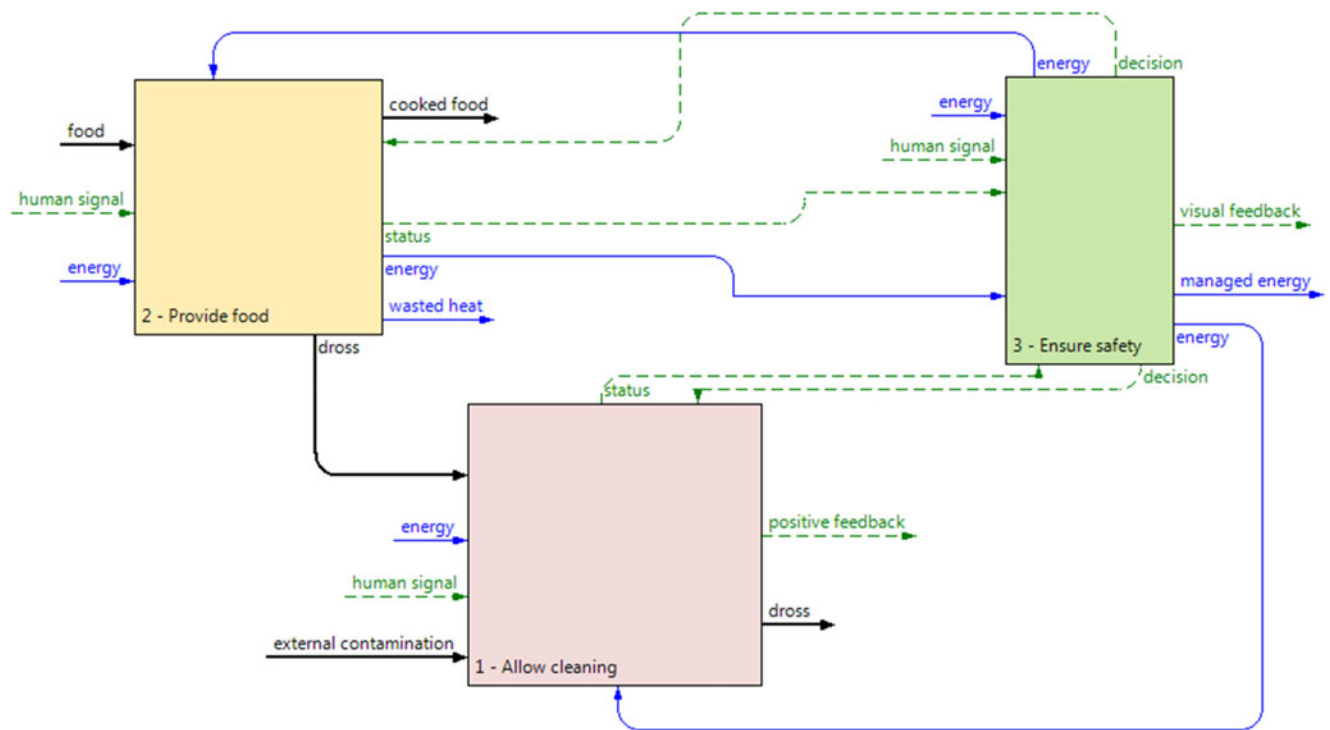 energy
decision
cooked food
energy
food
human signal
human signal
visual feedback
status
energy
energy
managed energy
wasted heat
2 - Provide food
energy
dross
3 - Ensure safety
decision
status
positive feedback
energy
human signal
dross
external contamination
1 - Allow cleaning